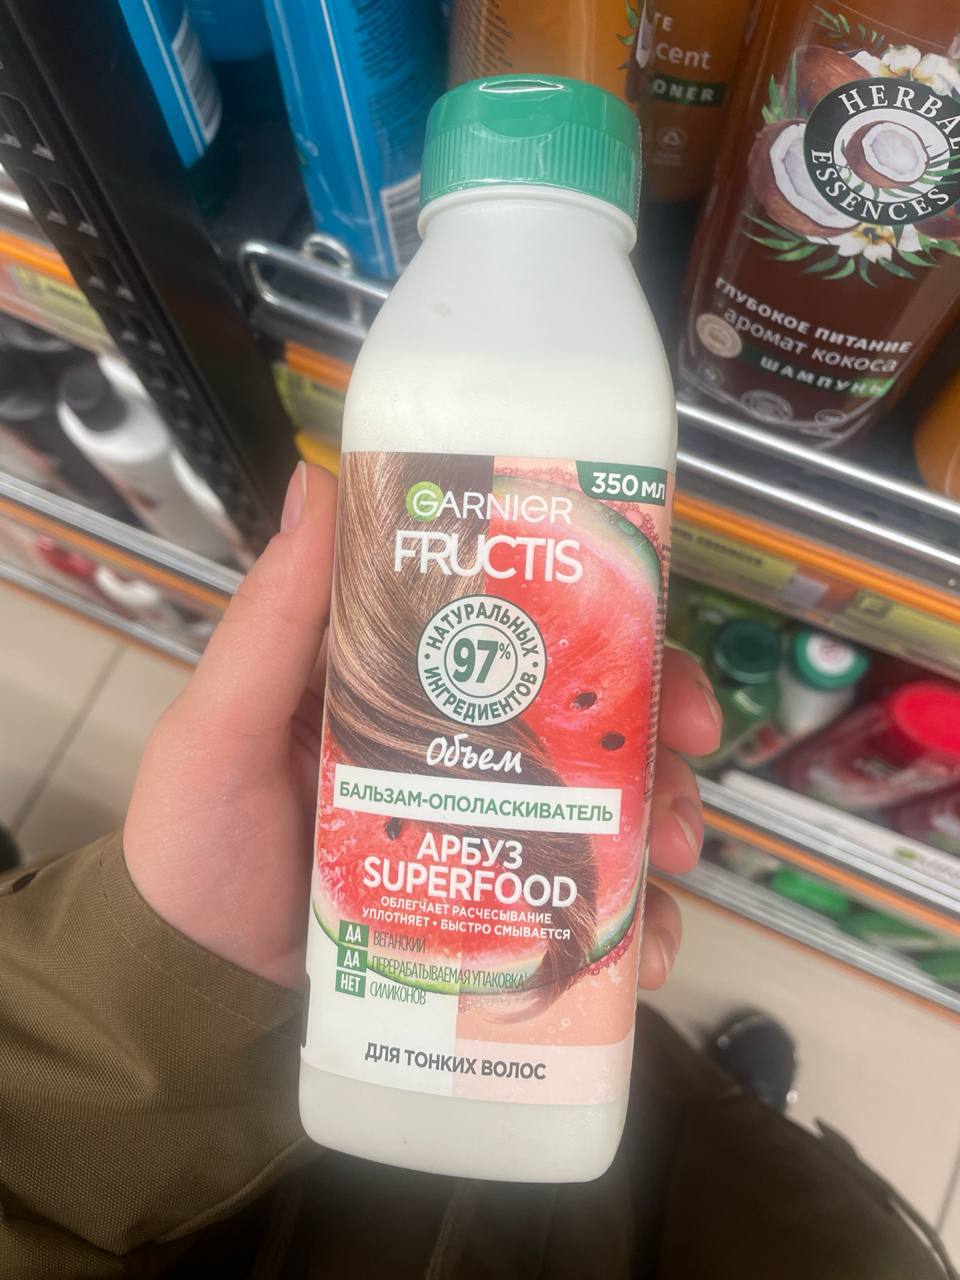 GARNIER
FRUCTIS
350 МЛ
НАТУРАЛЬНЫХ
97%
ИНГРЕДИЕНТОВ
Объем
БАЛЬЗАМ-ОПОЛАСКИВАТЕЛЬ
АРБУЗ
SUPERFOOD
ОБЛЕГЧАЕТ РАСЧЕСЫВАНИЕ
УПЛОТНЯЕТ • БЫСТРО СМЫВАЕТСЯ
ДА ВЕГАНСКИЙ
ДА ПЕРЕРАБАТЫВАЕМАЯ УПАКОВКА
НЕТ СИЛИКОНОВ
ДЛЯ ТОНКИХ ВОЛОС
HERBAL
ESSENCES
ГЛУБОКОЕ ПИТАНИЕ
аромат кокоса
ШАМПУНЬ